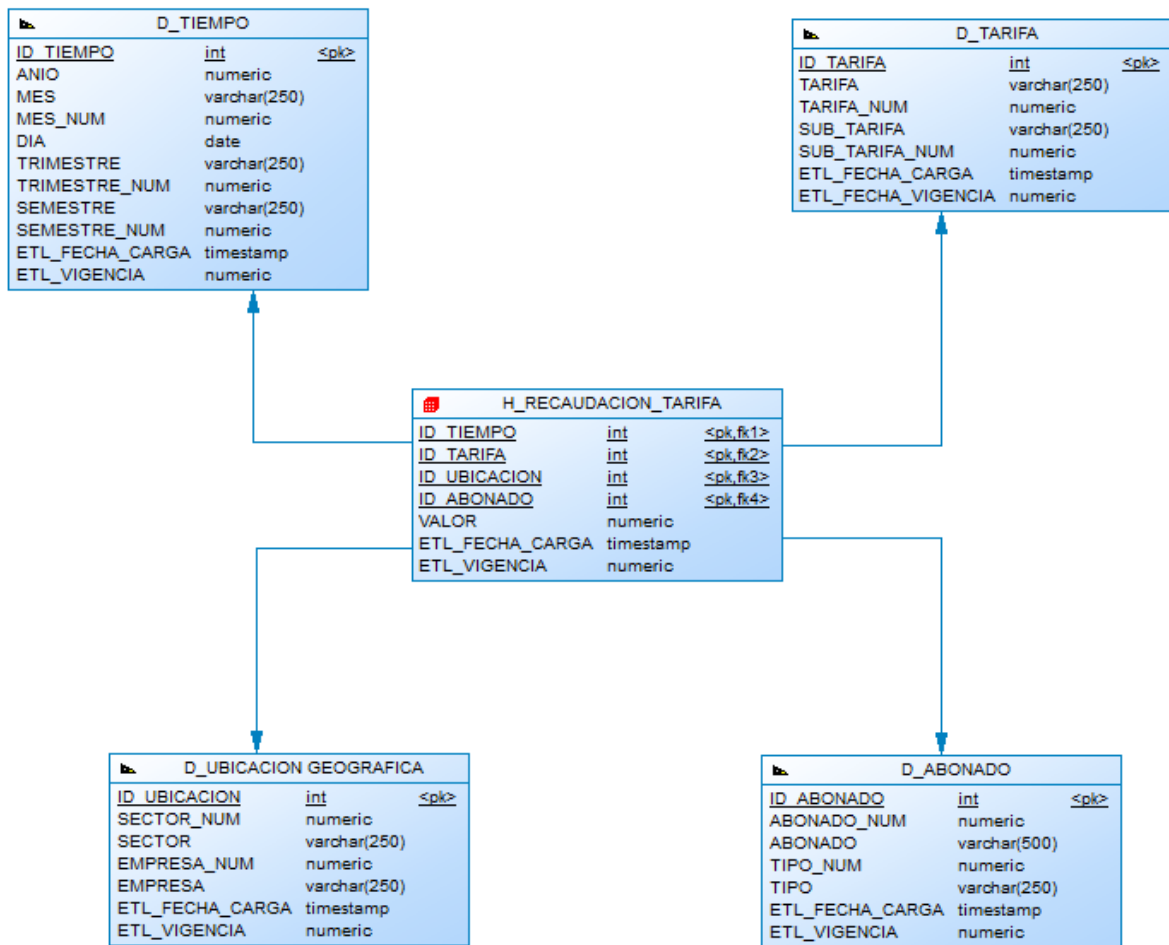 D_TIEMPO
ID_TIEMPO int <pk>
ANIO numeric
MES varchar(250)
MES_NUM numeric
DIA date
TRIMESTRE varchar(250)
TRIMESTRE_NUM numeric
SEMESTRE varchar(250)
SEMESTRE_NUM numeric
ETL_FECHA_CARGA timestamp
ETL_VIGENCIA numeric
D_TARIFA
ID_TARIFA int <pk>
TARIFA varchar(250)
TARIFA_NUM numeric
SUB_TARIFA varchar(250)
SUB_TARIFA_NUM numeric
ETL_FECHA_CARGA timestamp
ETL_FECHA_VIGENCIA numeric
H_RECAUDACION_TARIFA
ID_TIEMPO int <pk,fk1>
ID_TARIFA int <pk,fk2>
ID_UBICACION int <pk,fk3>
ID_ABONADO int <pk,fk4>
VALOR numeric
ETL_FECHA_CARGA timestamp
ETL_VIGENCIA numeric
D_UBICACION GEOGRAFICA
ID_UBICACION int <pk>
SECTOR_NUM numeric
SECTOR varchar(250)
EMPRESA_NUM numeric
EMPRESA varchar(250)
ETL_FECHA_CARGA timestamp
ETL_VIGENCIA numeric
D_ABONADO
ID_ABONADO int <pk>
ABONADO_NUM numeric
ABONADO varchar(500)
TIPO_NUM numeric
TIPO varchar(250)
ETL_FECHA_CARGA timestamp
ETL_VIGENCIA numeric